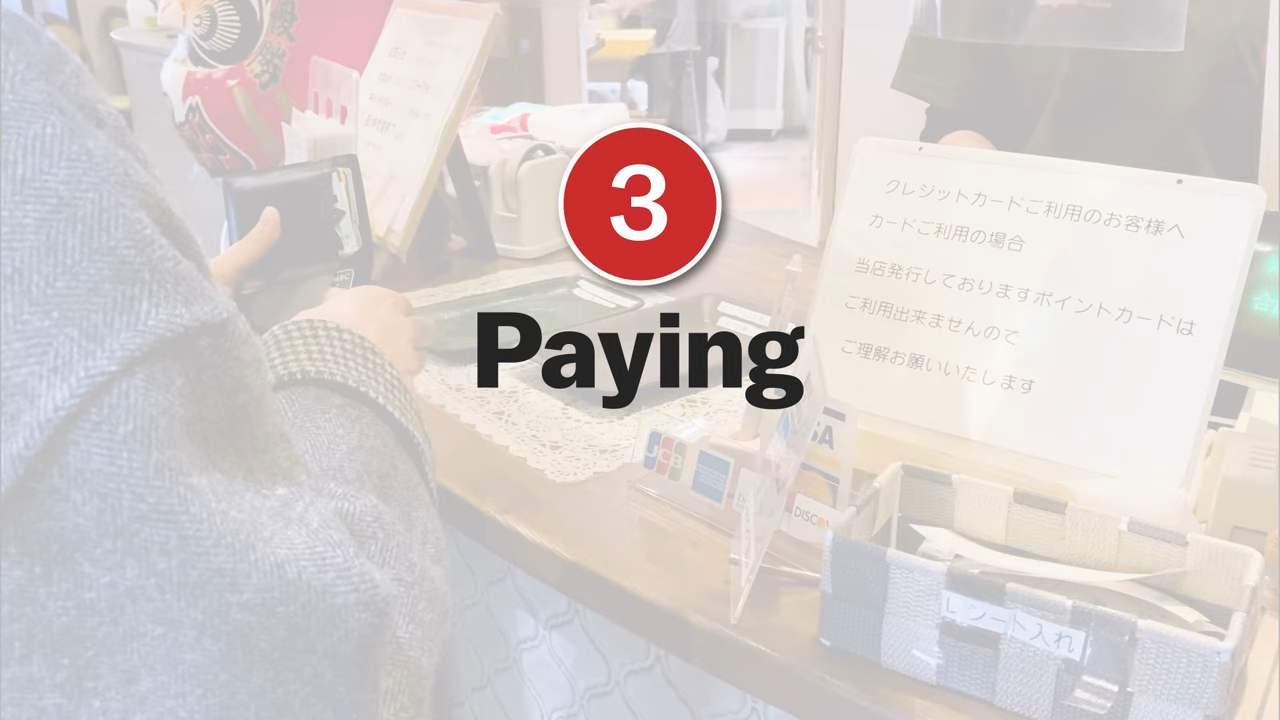 3
Paying
クレジットカードご利用のお客様へ
カードご利用の場合
当店発行しておりますポイントカードは
ご利用出来ませんので
ご理解お願いいたします
JCB
レシート入れ